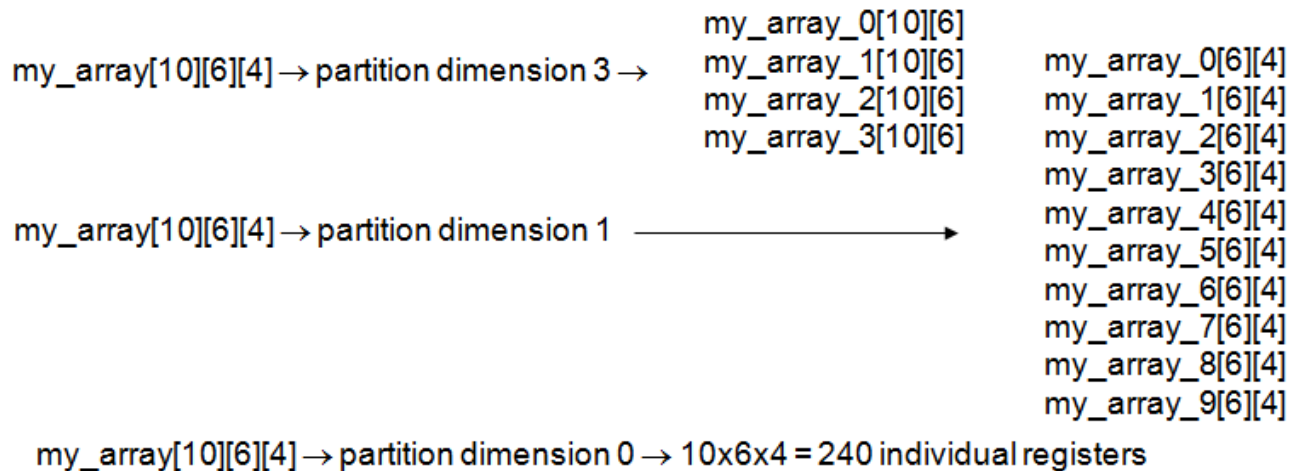 my_array[10][6][4] → partition dimension 3 →
my_array_0[10][6]
my_array_1[10][6]
my_array_2[10][6]
my_array_3[10][6]
my_array[10][6][4] → partition dimension 1 →
my_array_0[6][4]
my_array_1[6][4]
my_array_2[6][4]
my_array_3[6][4]
my_array_4[6][4]
my_array_5[6][4]
my_array_6[6][4]
my_array_7[6][4]
my_array_8[6][4]
my_array_9[6][4]
my_array[10][6][4] → partition dimension 0 → 10x6x4 = 240 individual registers